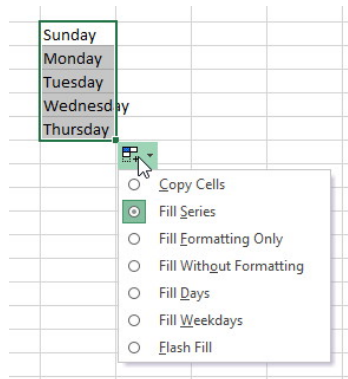 Sunday
Monday
Tuesday
Wednesday
Thursday
Copy Cells
Fill Series
Fill Formatting Only
Fill Without Formatting
Fill Days
Fill Weekdays
Flash Fill